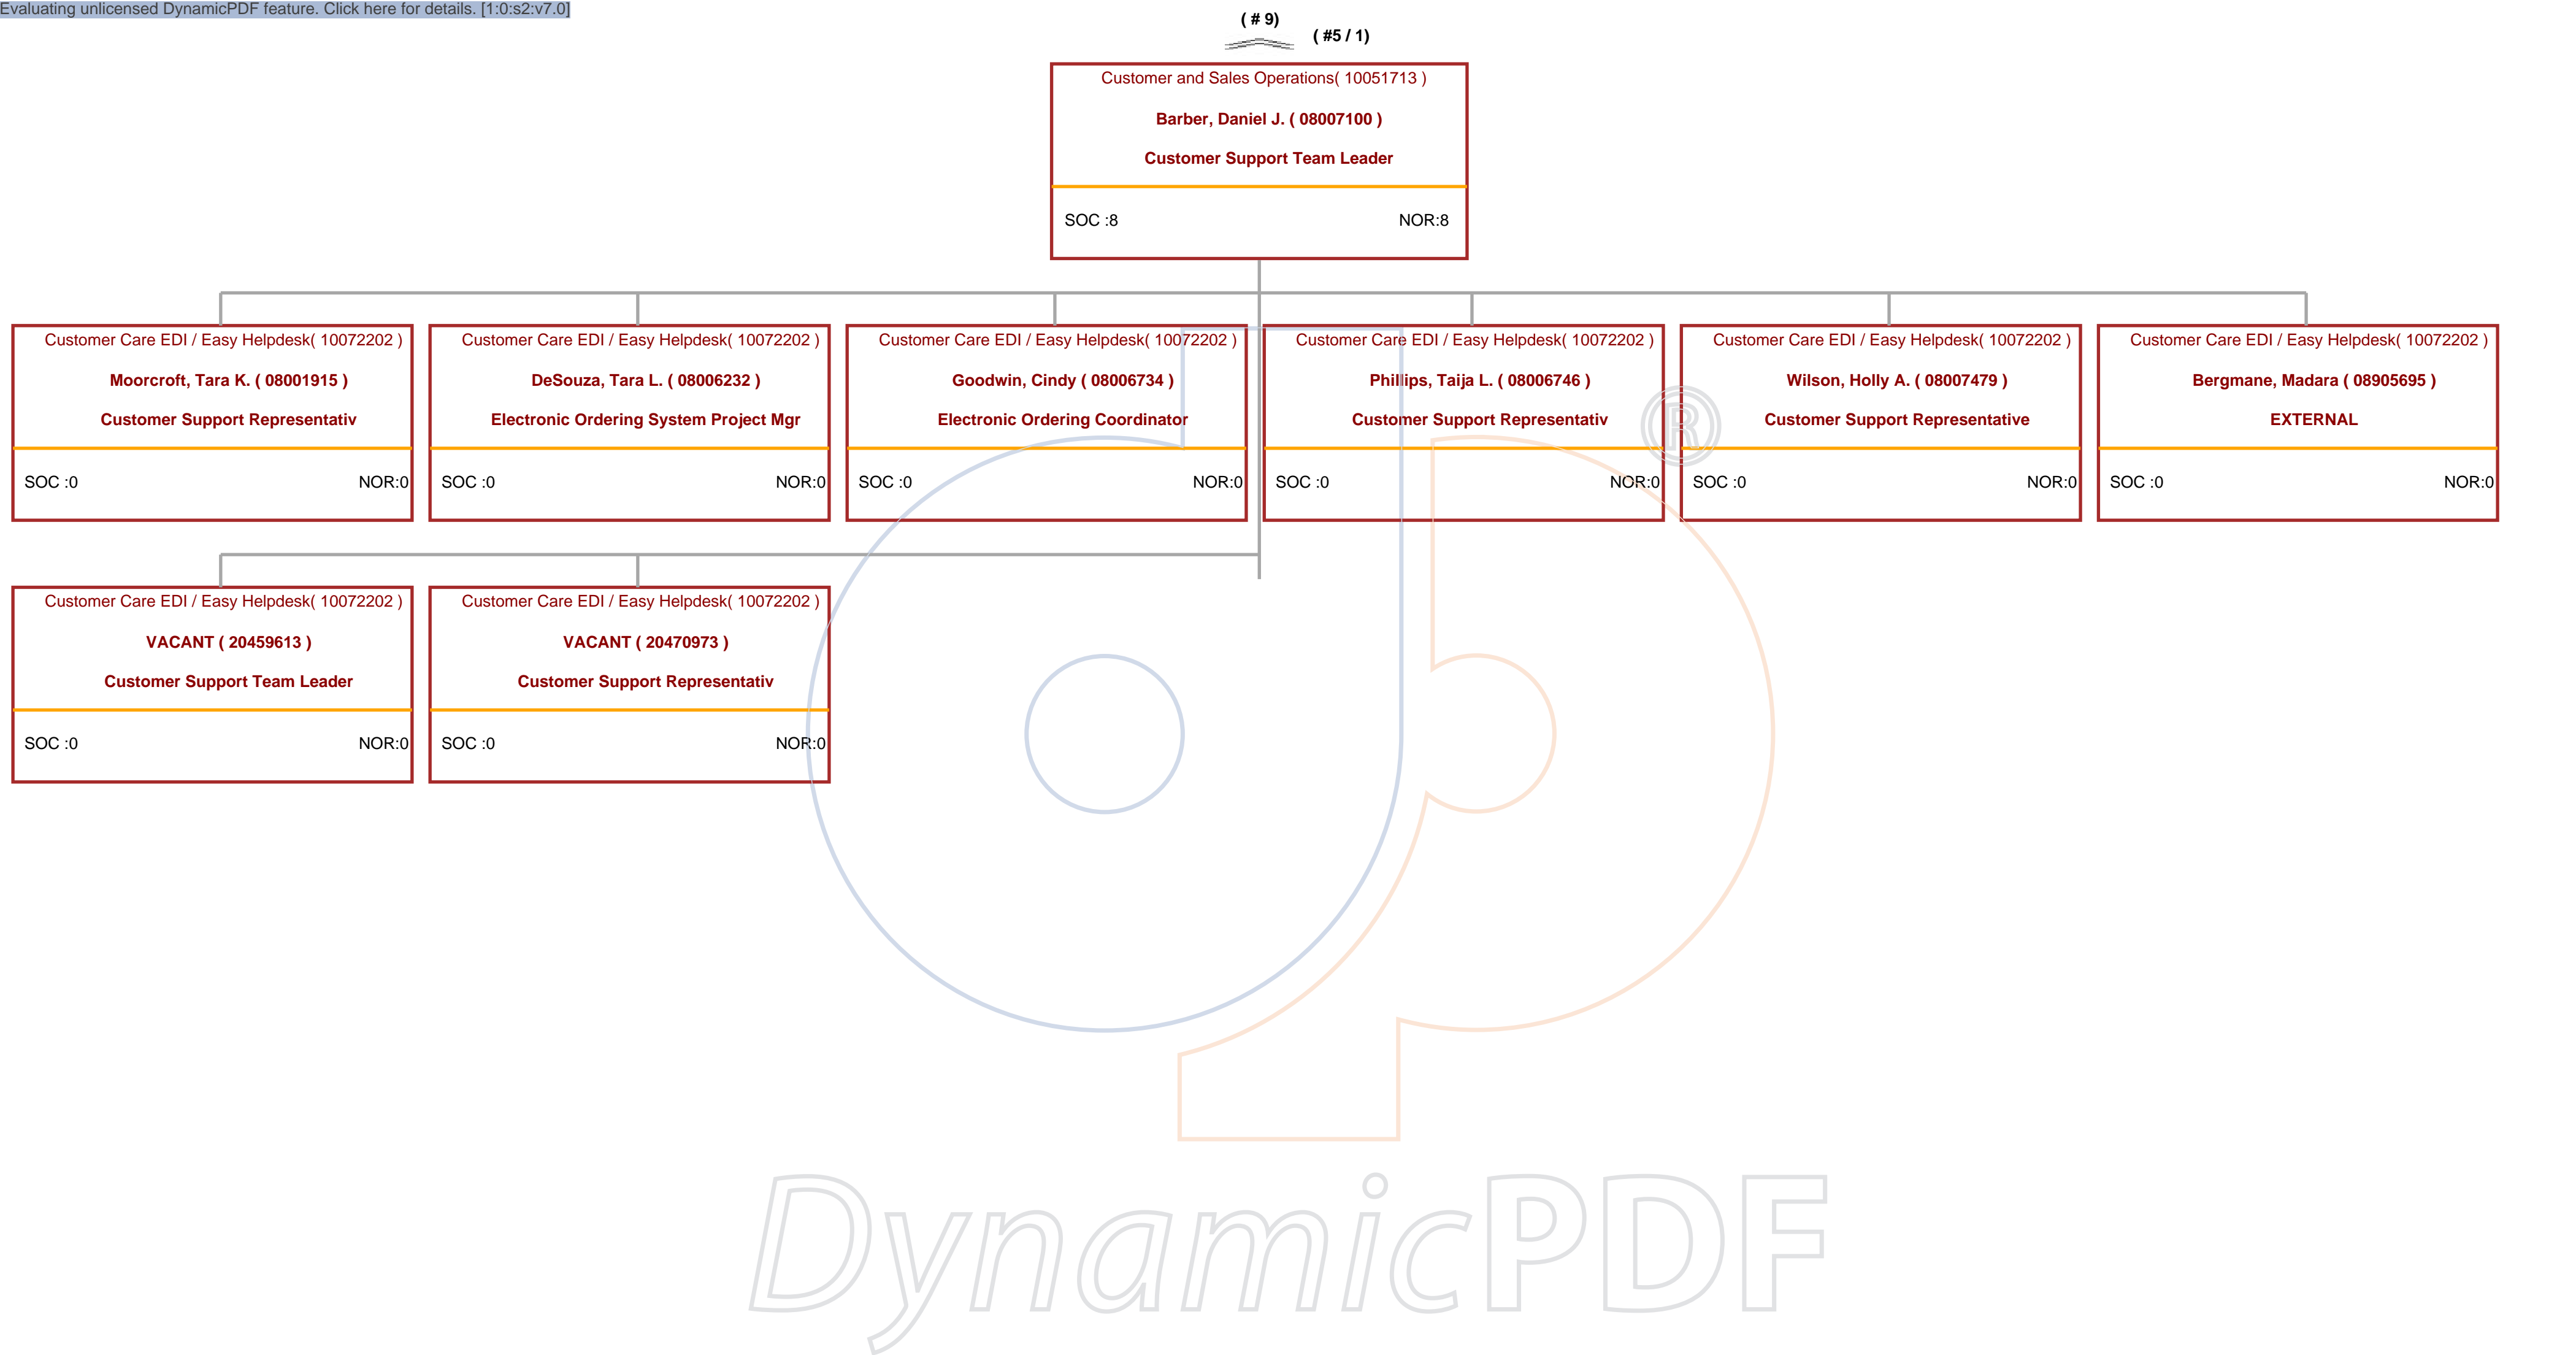 Evaluating unlicensed DynamicPDF feature. Click here for details. [1:0:s2:v7.0]
( # 9)
( #5 / 1)
Customer and Sales Operations( 10051713 )
Barber, Daniel J. ( 08007100 )
Customer Support Team Leader
SOC :8 NOR:8
Customer Care EDI / Easy Helpdesk( 10072202 )
Moorcroft, Tara K. ( 08001915 )
Customer Support Representativ
SOC :0 NOR:0
Customer Care EDI / Easy Helpdesk( 10072202 )
DeSouza, Tara L. ( 08006232 )
Electronic Ordering System Project Mgr
SOC :0 NOR:0
Customer Care EDI / Easy Helpdesk( 10072202 )
Goodwin, Cindy ( 08006734 )
Electronic Ordering Coordinator
SOC :0 NOR:0
Customer Care EDI / Easy Helpdesk( 10072202 )
Phillips, Taija L. ( 08006746 )
Customer Support Representativ
SOC :0 NOR:0
Customer Care EDI / Easy Helpdesk( 10072202 )
Wilson, Holly A. ( 08007479 )
Customer Support Representative
SOC :0 NOR:0
Customer Care EDI / Easy Helpdesk( 10072202 )
Bergmane, Madara ( 08905695 )
EXTERNAL
SOC :0 NOR:0
Customer Care EDI / Easy Helpdesk( 10072202 )
VACANT ( 20459613 )
Customer Support Team Leader
SOC :0 NOR:0
Customer Care EDI / Easy Helpdesk( 10072202 )
VACANT ( 20470973 )
Customer Support Representativ
SOC :0 NOR:0
®
DynamicPDF